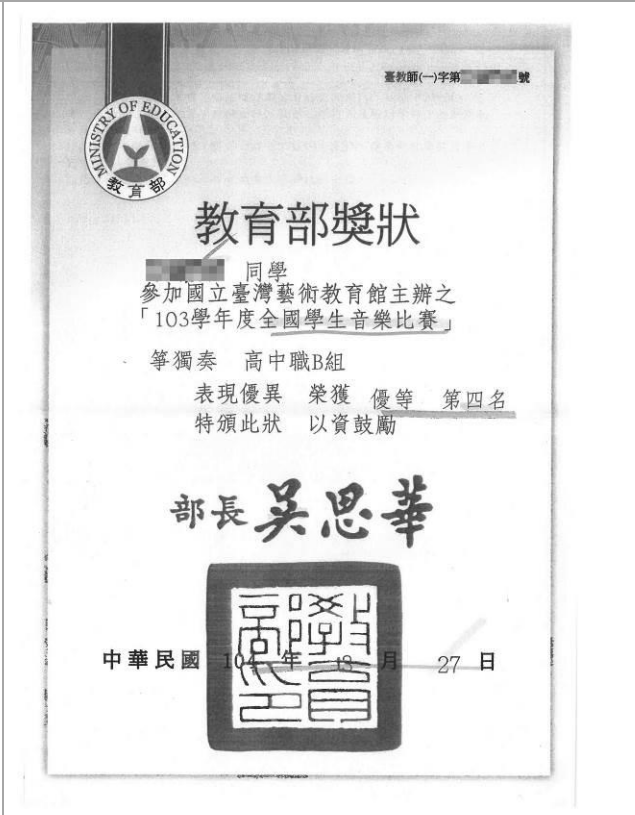 臺教師(一)字第 號
MINISTRY OF EDUCATION
教育部
教育部獎狀
同學
參加國立臺灣藝術教育館主辦之
「103學年度全國學生音樂比賽」
箏獨奏 高中職B組
表現優異 榮獲 優等 第四名
特頒此狀 以資鼓勵
部長 吳思華
中華民國 104 年 月 27 日